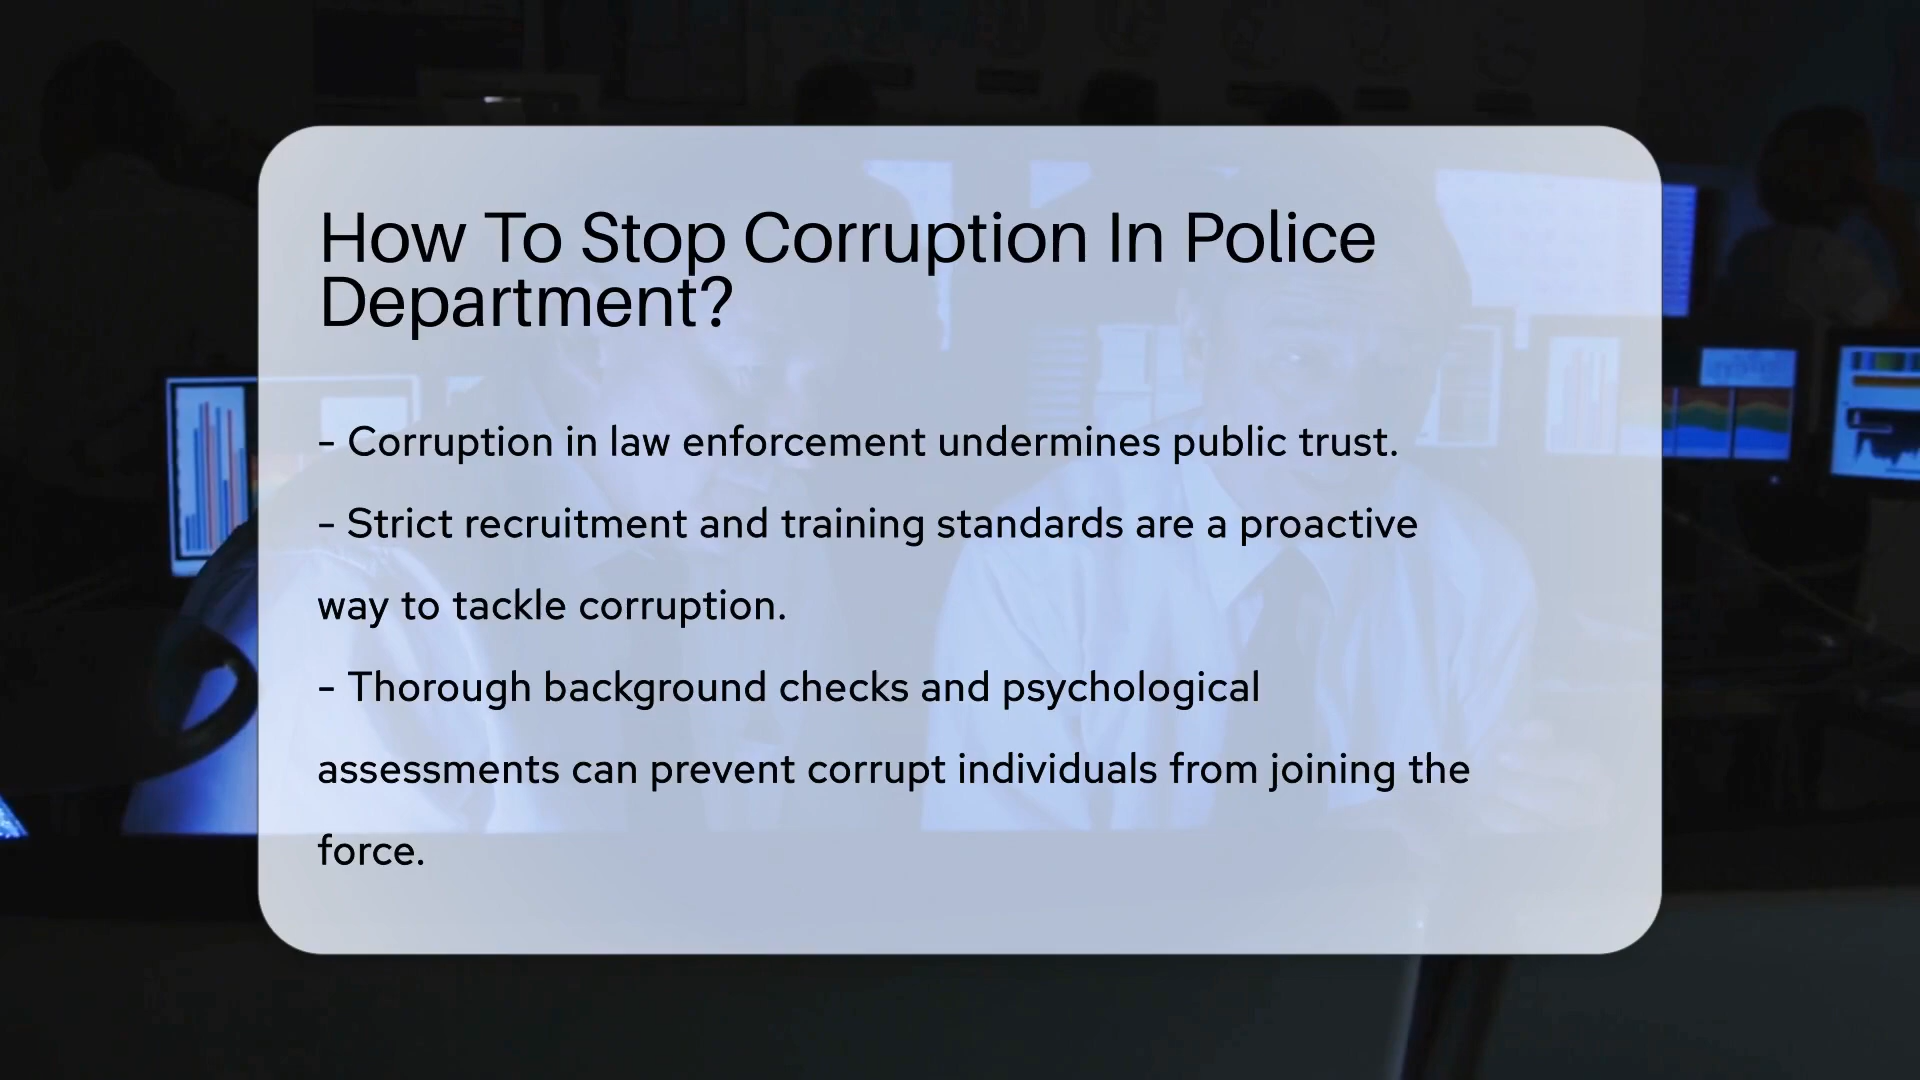 How To Stop Corruption In Police
Department?
- Corruption in law enforcement undermines public trust.
- Strict recruitment and training standards are a proactive
way to tackle corruption.
- Thorough background checks and psychological
assessments can prevent corrupt individuals from joining the
force.